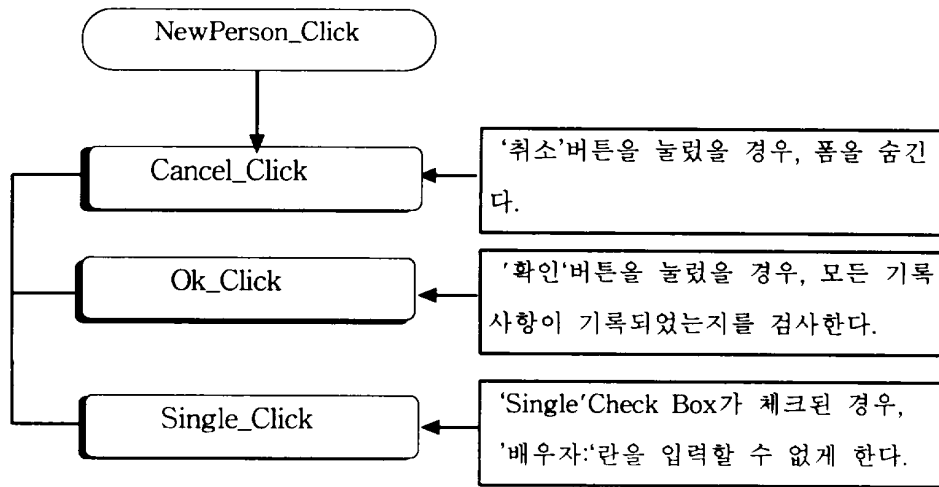 NewPerson_Click
Cancel_Click
'취소'버튼을 눌렀을 경우, 폼을 숨긴
다.
Ok_Click
'확인'버튼을 눌렀을 경우, 모든 기록
사항이 기록되었는지를 검사한다.
Single_Click
'Single'Check Box가 체크된 경우,
'배우자:'란을 입력할 수 없게 한다.